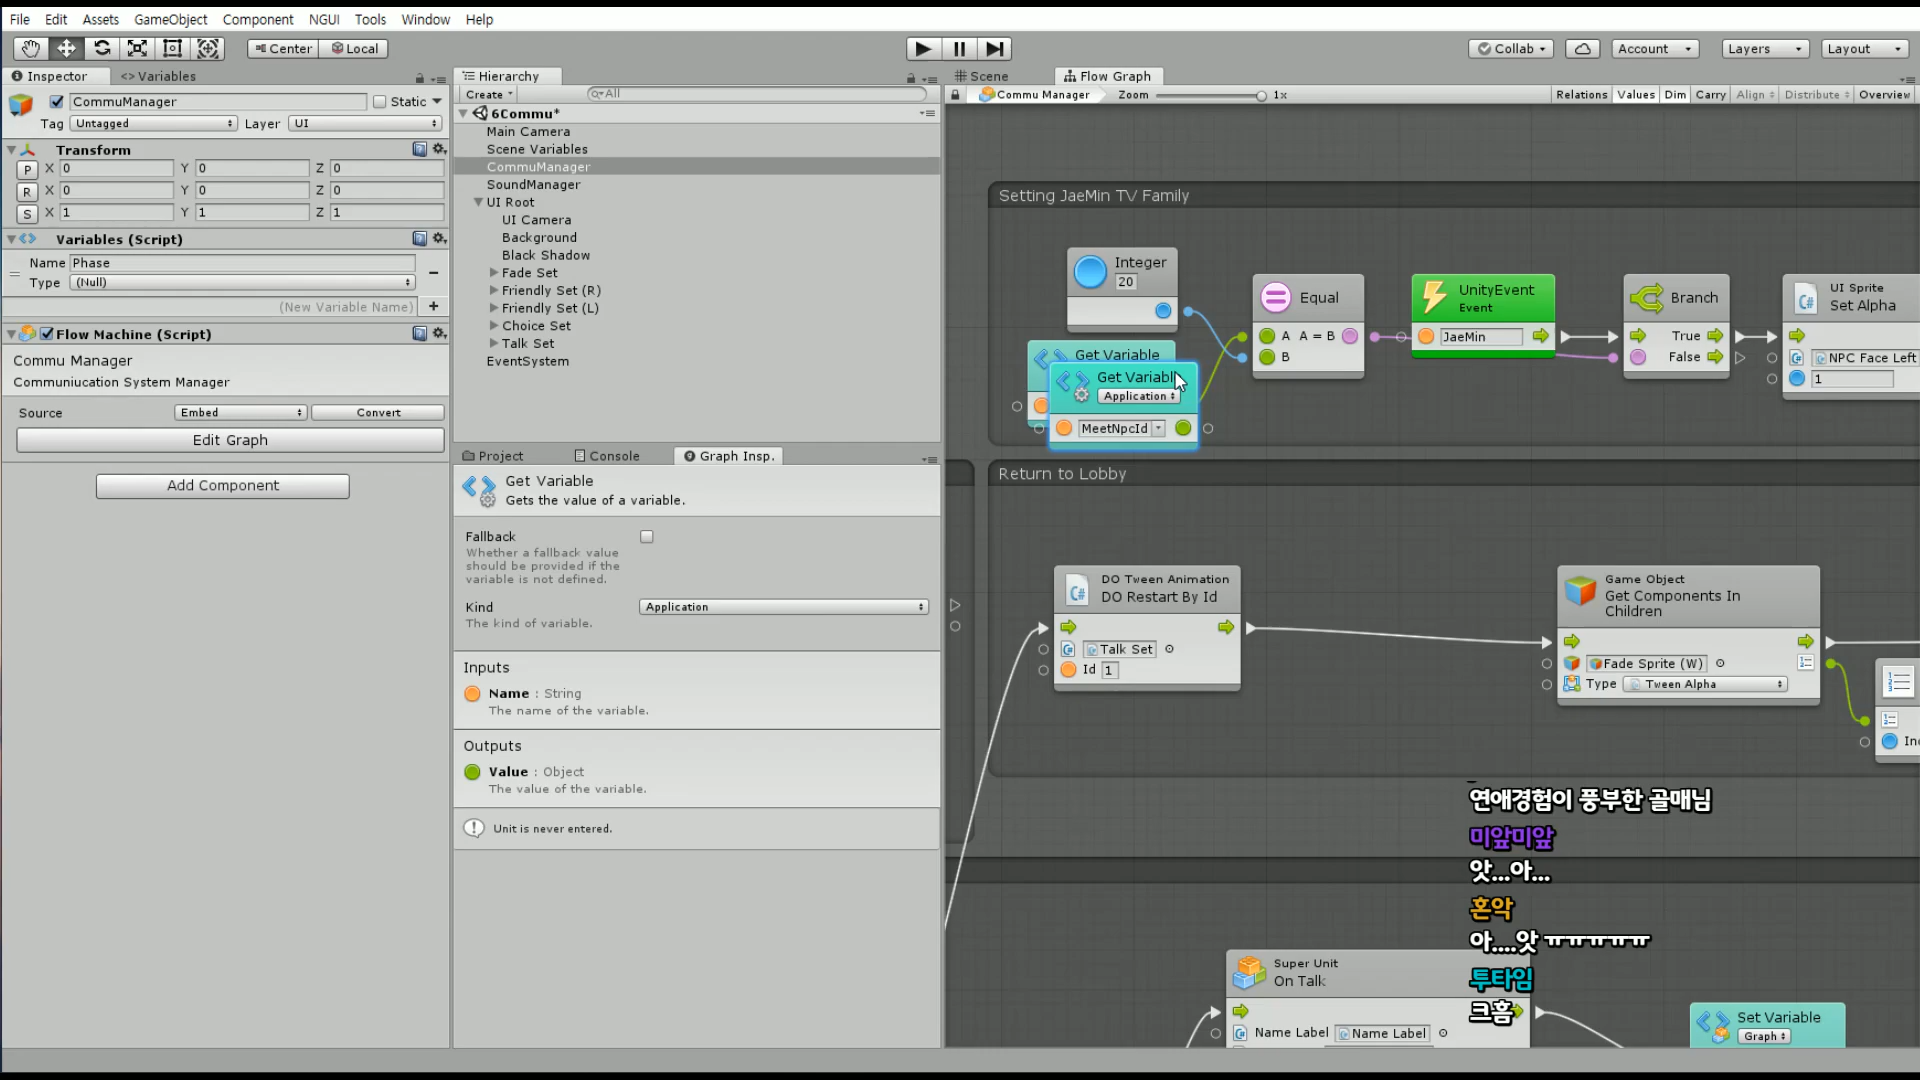 File Edit Assets GameObject Component NGUI Tools Window Help
Center Local
Collab Account Layers Layout
Inspector <> Variables
CommuManager Static
Tag Untagged Layer UI
Transform
P X 0 Y 0 Z 0
R X 0 Y 0 Z 0
S X 1 Y 1 Z 1
Variables (Script)
Name Phase
Type (Null)
(New Variable Name) +
Flow Machine (Script)
Commu Manager
Communiucation System Manager
Source Embed Convert
Edit Graph
Add Component
Hierarchy
Create All
6Commu*
Main Camera
Scene Variables
CommuManager
SoundManager
UI Root
UI Camera
Background
Black Shadow
Fade Set
Friendly Set (R)
Friendly Set (L)
Choice Set
Talk Set
EventSystem
Project Console Graph Insp.
Get Variable
Gets the value of a variable.
Fallback
Whether a fallback value
should be provided if the
variable is not defined.
Kind Application
The kind of variable.
Inputs
Name : String
The name of the variable.
Outputs
Value : Object
The value of the variable.
Unit is never entered.
Scene Flow Graph
Commu Manager Zoom 1x Relations Values Dim Carry Align Distribute Overview
Setting JaeMin TV Family
Integer
20
Get Variable
Get Variabl
Application
MeetNpcId
Equal
A A = B
B
UnityEvent
Event
JaeMin
Branch
True
False
UI Sprite
Set Alpha
NPC Face Left
1
Return to Lobby
DO Tween Animation
DO Restart By Id
Talk Set
Id 1
Game Object
Get Components In
Children
Fade Sprite (W)
Type Tween Alpha
Super Unit
On Talk
Name Label Name Label
Set Variable
Graph
연애경험이 풍부한 골매님
미앞미앞
앗...아...
혼악
아....앗 ㅠㅠㅠㅠㅠ
투타임
크흠